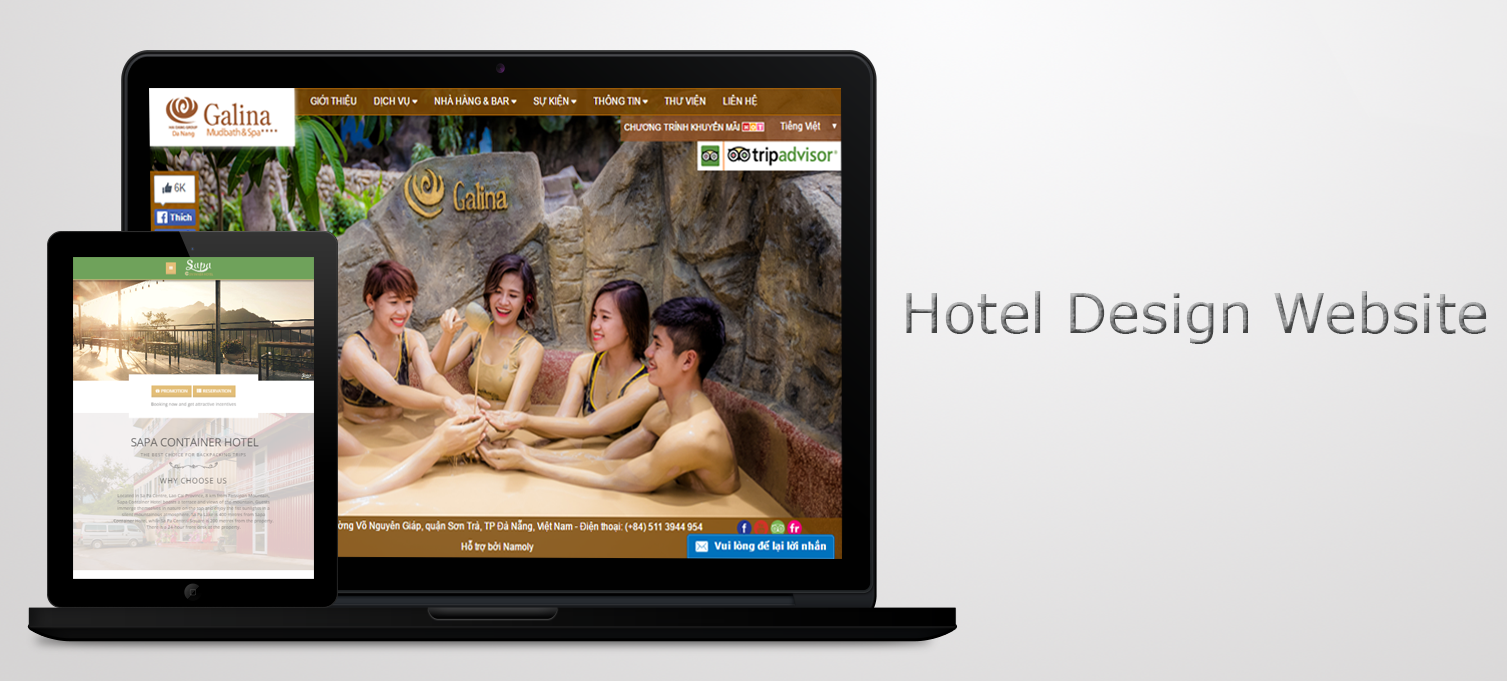 Galina
Mudbath & Spa****
Da Nang
GIỚI THIỆU DỊCH VỤ NHÀ HÀNG & BAR SỰ KIỆN THÔNG TIN THƯ VIỆN LIÊN HỆ
CHƯƠNG TRÌNH KHUYẾN MÃI HOT Tiếng Việt
tripadvisor
6K
Thích
Galina
Hotel Design Website
Sapa
PROMOTION RESERVATION
Booking now and get attractive incentives
SAPA CONTAINER HOTEL
THE BEST CHOICE FOR BACKPACKING TRIPS
WHY CHOOSE US
Võ Nguyên Giáp, quận Sơn Trà, TP Đà Nẵng, Việt Nam - Điện thoại: (+84) 511 3944 954
Hỗ trợ bởi Namoly
Vui lòng để lại lời nhắn